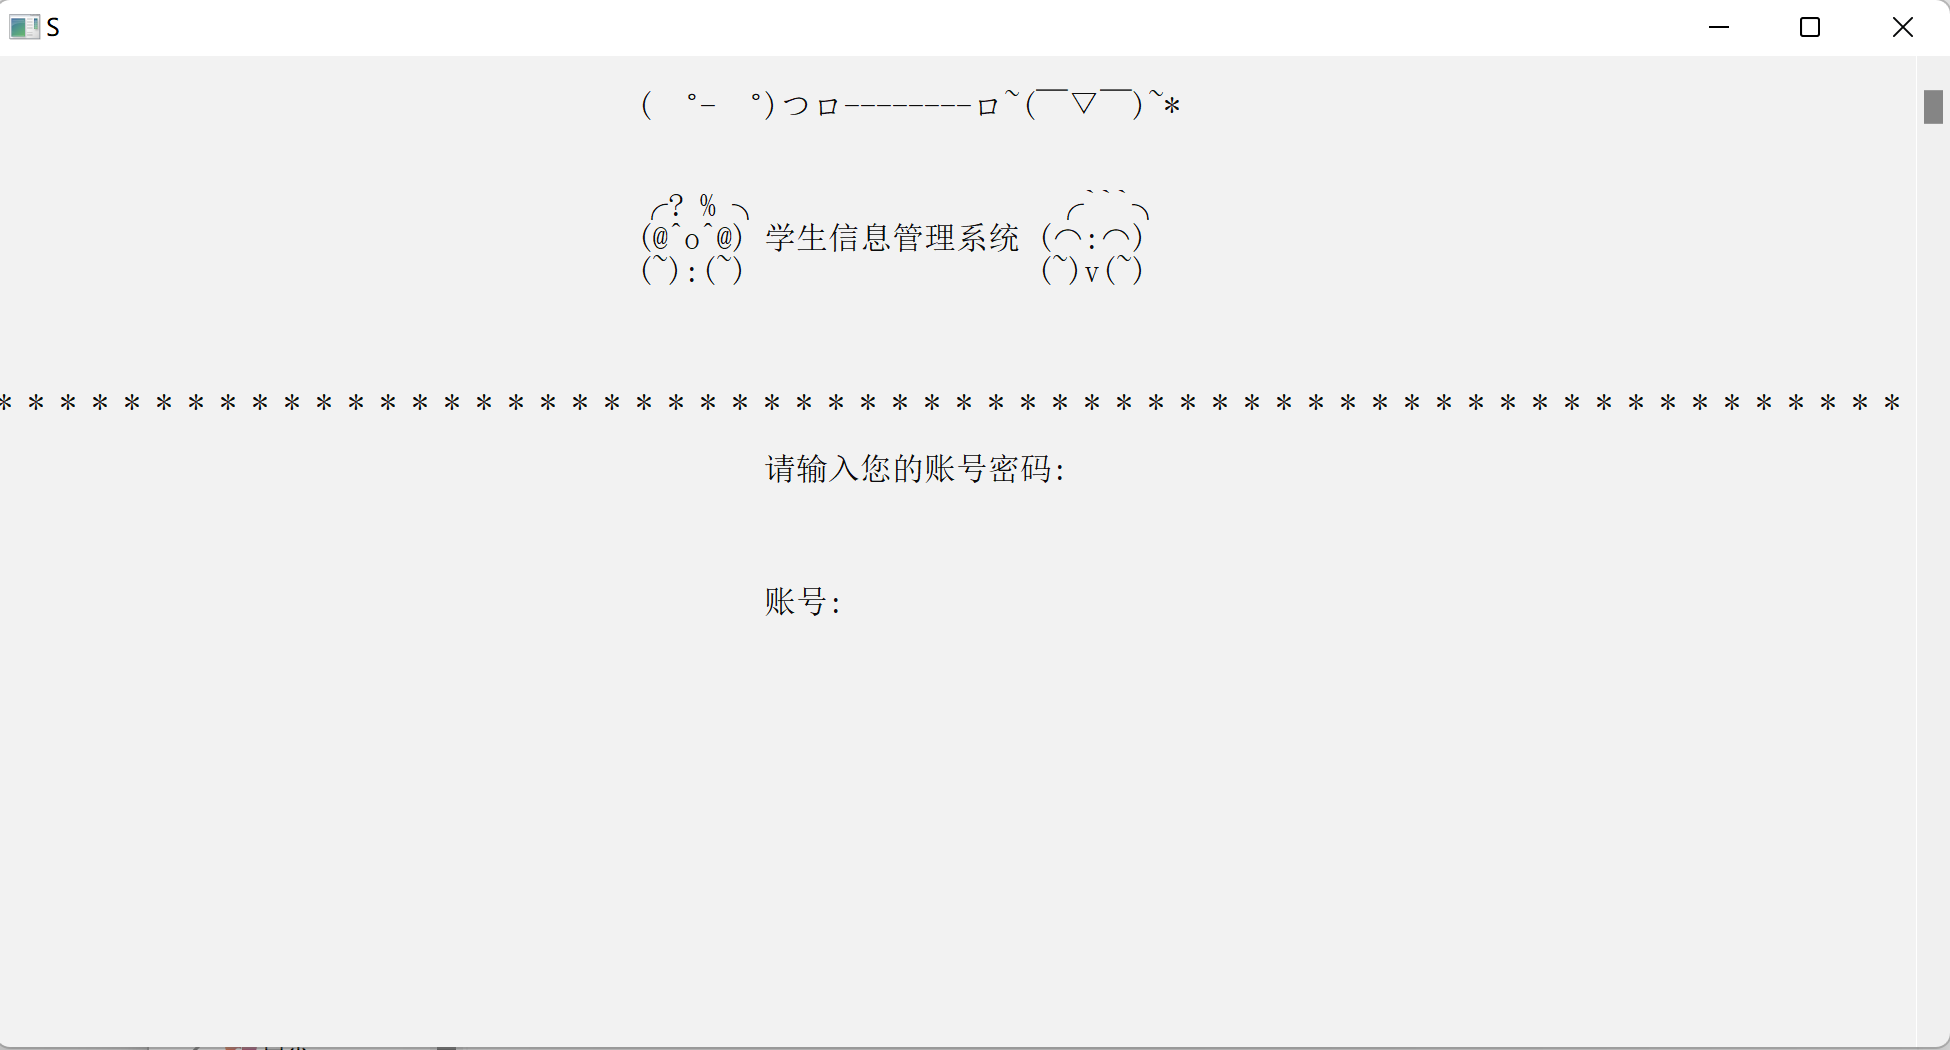 S
(  °-  °)つロ--------ロ~(￣▽￣)~*
╭? % ╮ ╭```╮
(@^o^@) 学生信息管理系统 (⌒:⌒)
(~):(~) (~)v(~)
* * * * * * * * * * * * * * * * * * * * * * * * * * * * * * * * * * * * * * * * * * * * * * * * * * * * * * * * * * * *
请输入您的账号密码:
账号: